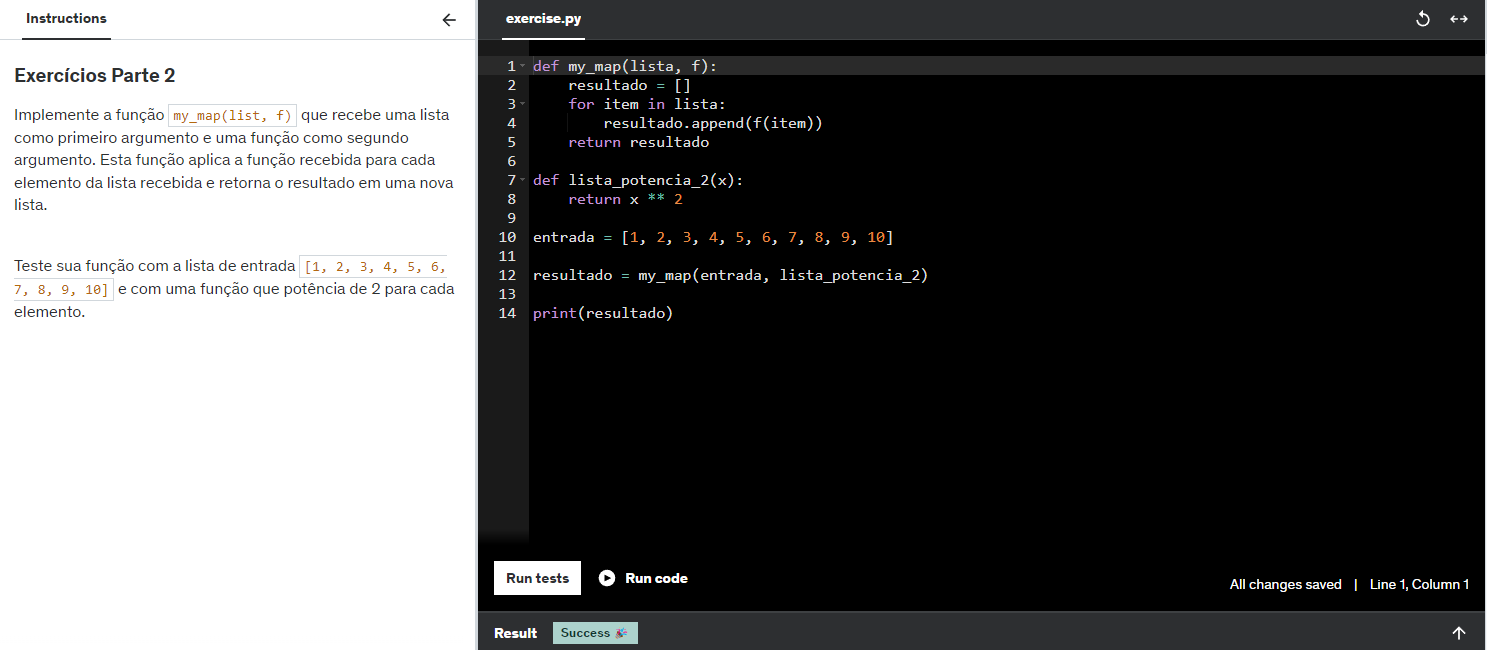 Instructions
Exercícios Parte 2
Implemente a função my_map(list, f) que recebe uma lista
como primeiro argumento e uma função como segundo
argumento. Esta função aplica a função recebida para cada
elemento da lista recebida e retorna o resultado em uma nova
lista.
Teste sua função com a lista de entrada [1, 2, 3, 4, 5, 6,
7, 8, 9, 10] e com uma função que potência de 2 para cada
elemento.
exercise.py
1 def my_map(lista, f):
2     resultado = []
3     for item in lista:
4         resultado.append(f(item))
5     return resultado
6
7 def lista_potencia_2(x):
8     return x ** 2
9
10 entrada = [1, 2, 3, 4, 5, 6, 7, 8, 9, 10]
11
12 resultado = my_map(entrada, lista_potencia_2)
13
14 print(resultado)
Run tests Run code
All changes saved | Line 1, Column 1
Result Success 🎉